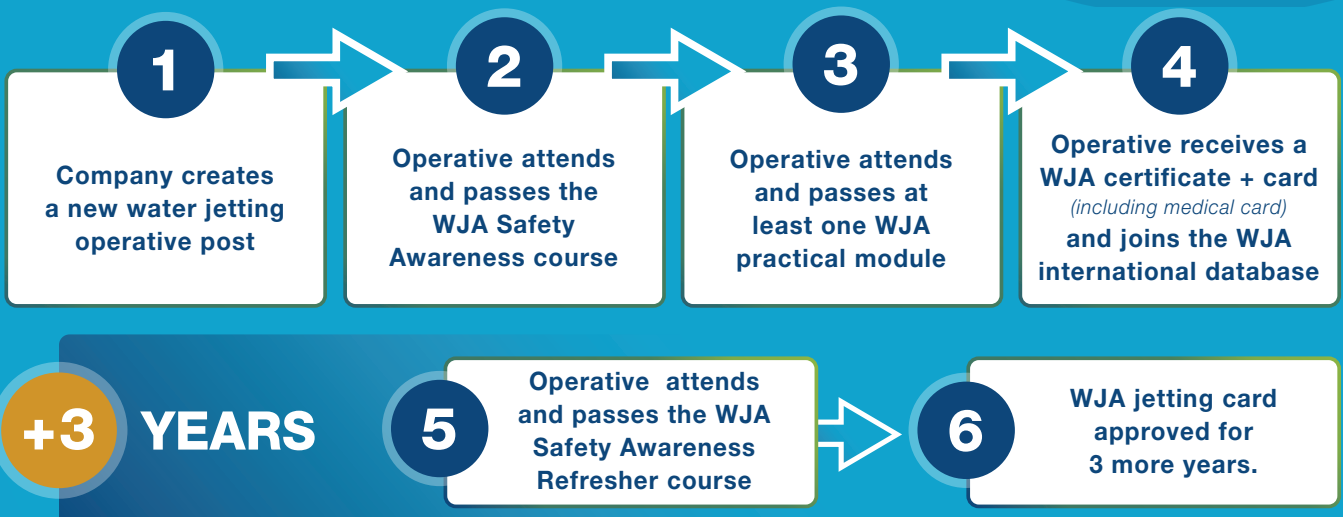 1
Company creates
a new water jetting
operative post
2
Operative attends
and passes the
WJA Safety
Awareness course
3
Operative attends
and passes at
least one WJA
practical module
4
Operative receives a
WJA certificate + card
(including medical card)
and joins the WJA
international database
+3 YEARS
5
Operative attends
and passes the WJA
Safety Awareness
Refresher course
6
WJA jetting card
approved for
3 more years.